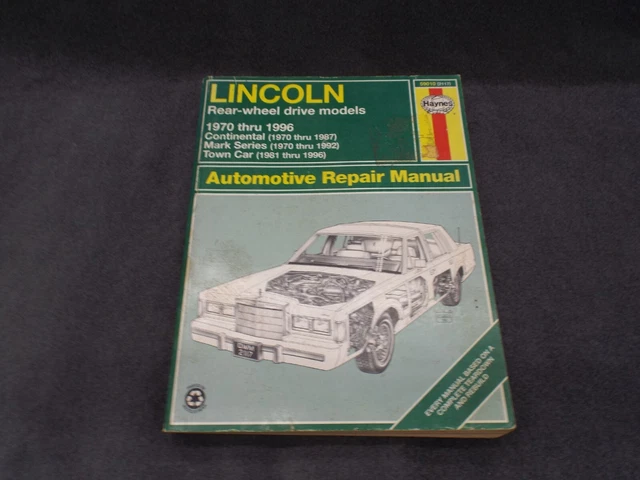 LINCOLN
Rear-wheel drive models
1970 thru 1996
Continental (1970 thru 1987)
Mark Series (1970 thru 1992)
Town Car (1981 thru 1996)
Haynes
Automotive Repair Manual
EVERY MANUAL BASED ON A
COMPLETE TEARDOWN
AND REBUILD